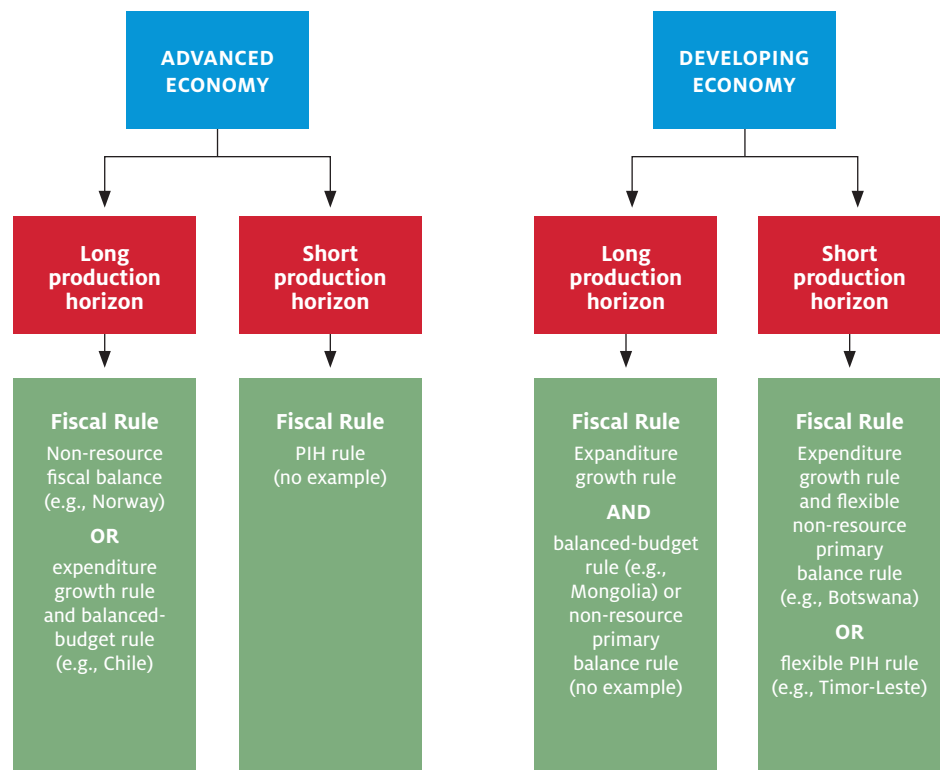 ADVANCED
ECONOMY
Long
production
horizon
Fiscal Rule
Non-resource
fiscal balance
(e.g., Norway)
OR
expenditure
growth rule
and balanced-
budget rule
(e.g., Chile)
Short
production
horizon
Fiscal Rule
PIH rule
(no example)
DEVELOPING
ECONOMY
Long
production
horizon
Fiscal Rule
Expanditure
growth rule
AND
balanced-budget
rule (e.g.,
Mongolia) or
non-resource
primary
balance rule
(no example)
Short
production
horizon
Fiscal Rule
Expenditure
growth rule
and flexible
non-resource
primary
balance rule
(e.g., Botswana)
OR
flexible PIH rule
(e.g., Timor-Leste)